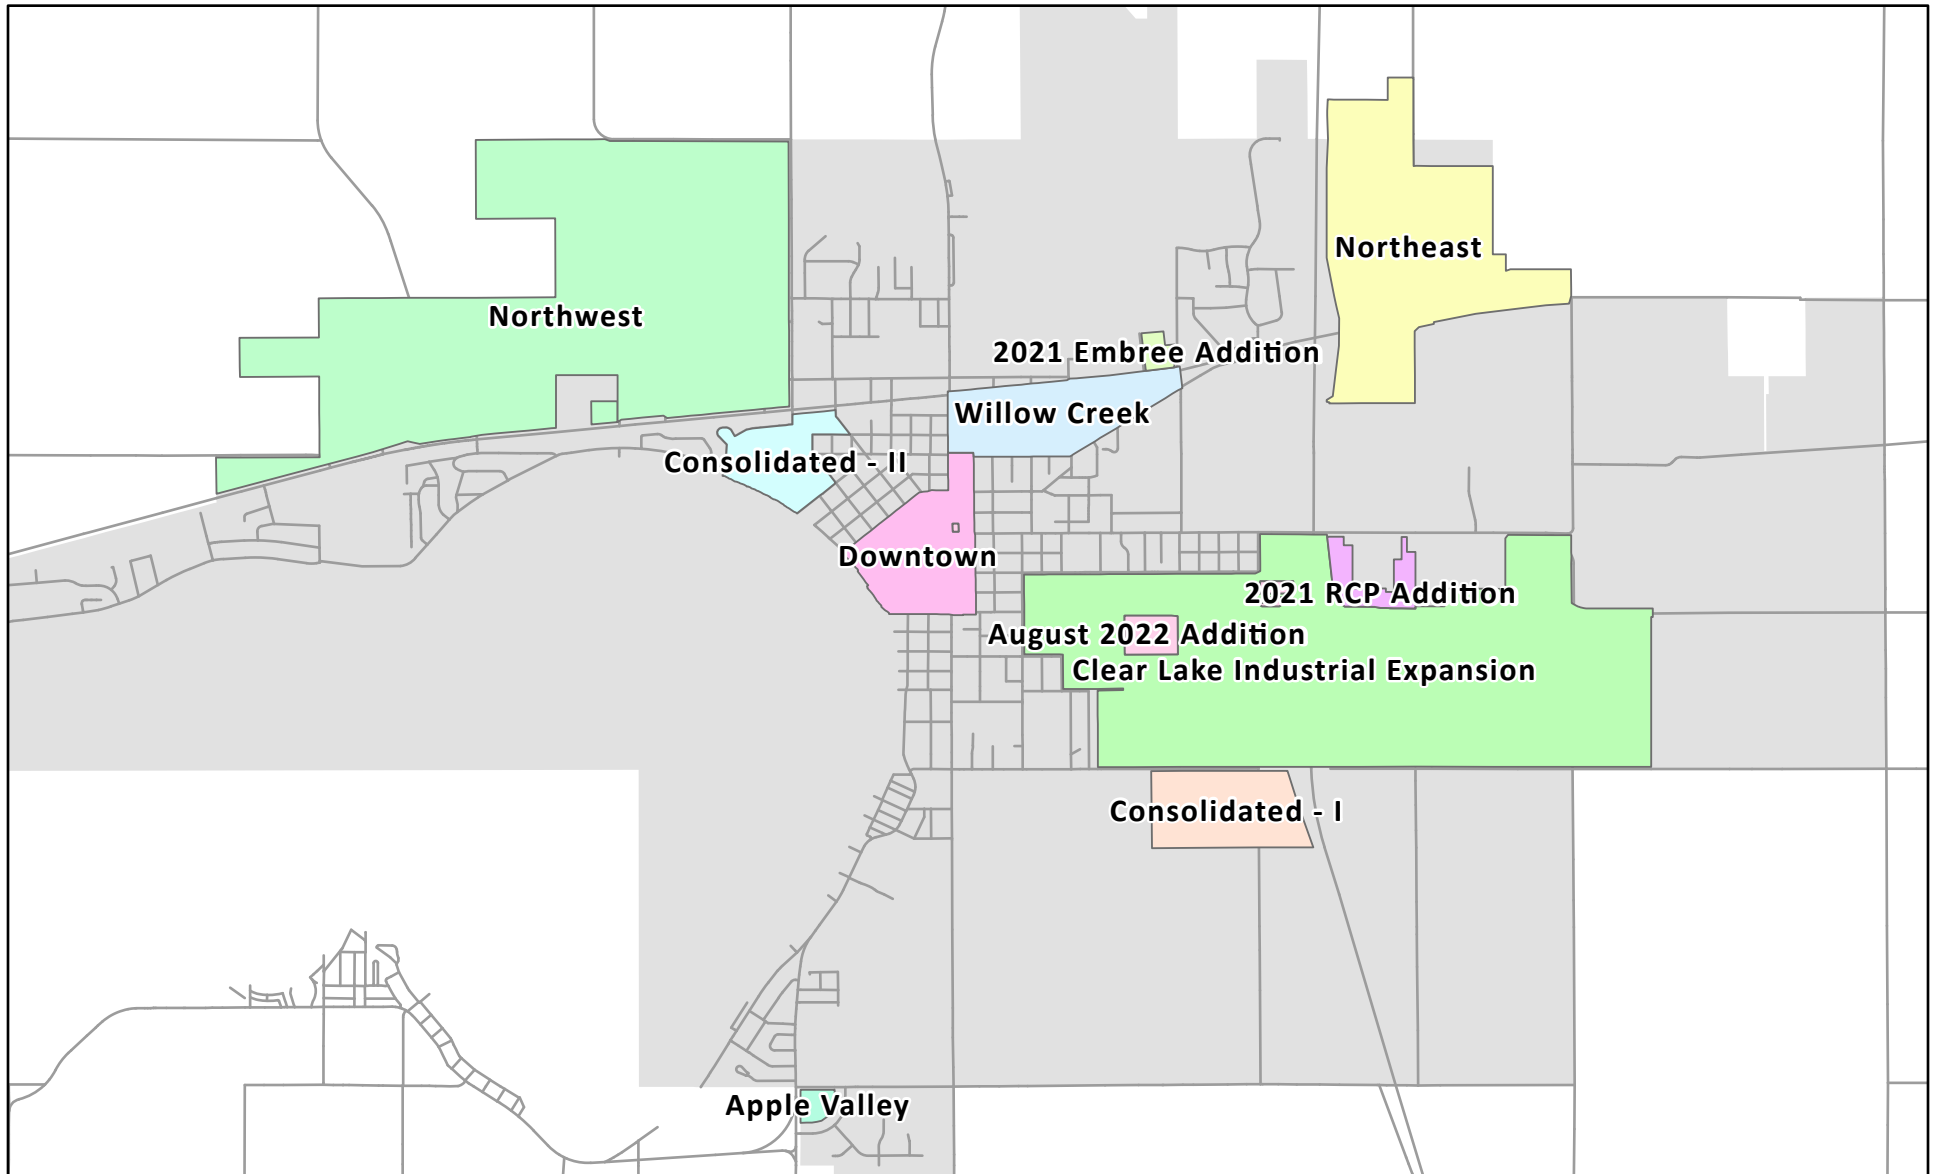 Northeast
Northwest
2021 Embree Addition
Willow Creek
Consolidated - II
Downtown
2021 RCP Addition
August 2022 Addition
Clear Lake Industrial Expansion
Consolidated - I
Apple Valley